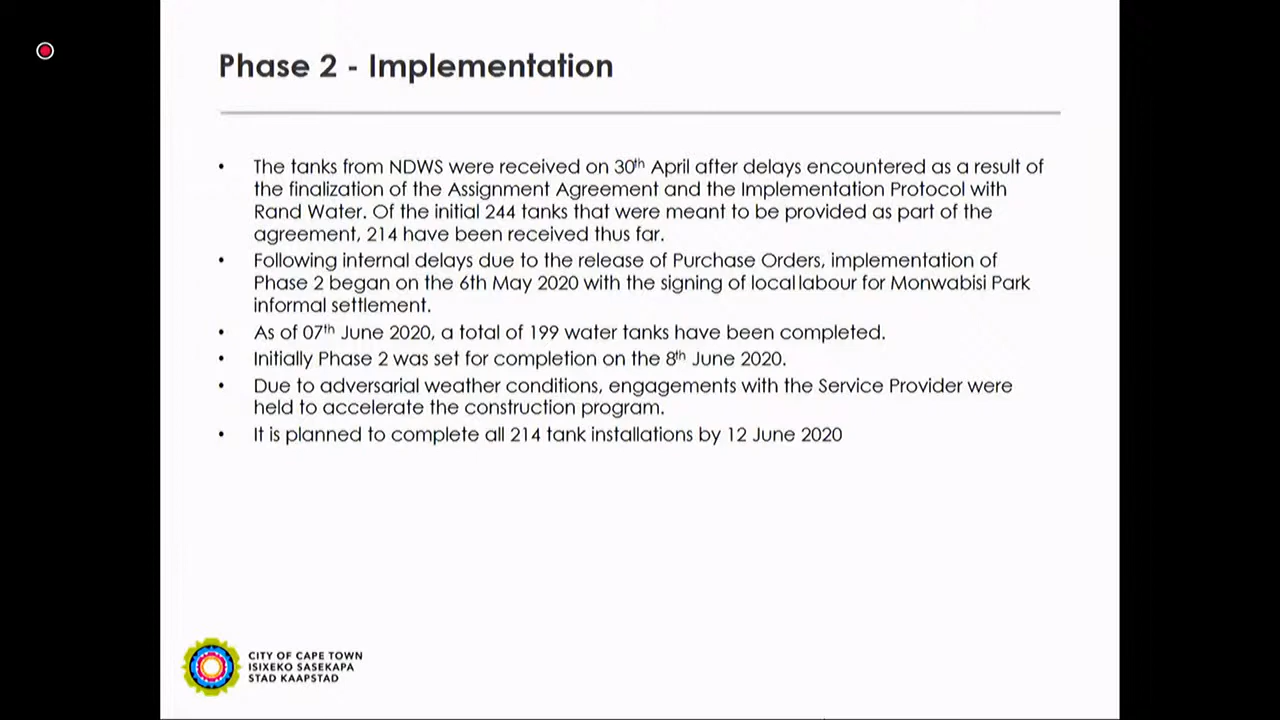 Phase 2 - Implementation
• The tanks from NDWS were received on 30th April after delays encountered as a result of
the finalization of the Assignment Agreement and the Implementation Protocol with
Rand Water. Of the initial 244 tanks that were meant to be provided as part of the
agreement, 214 have been received thus far.
• Following internal delays due to the release of Purchase Orders, implementation of
Phase 2 began on the 6th May 2020 with the signing of local labour for Monwabisi Park
informal settlement.
• As of 07th June 2020, a total of 199 water tanks have been completed.
• Initially Phase 2 was set for completion on the 8th June 2020.
• Due to adversarial weather conditions, engagements with the Service Provider were
held to accelerate the construction program.
• It is planned to complete all 214 tank installations by 12 June 2020
CITY OF CAPE TOWN
ISIXEKO SASEKAPA
STAD KAAPSTAD